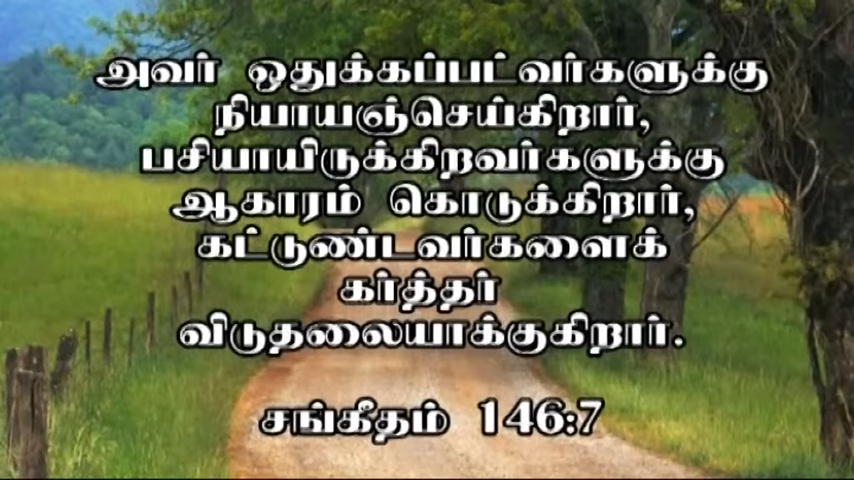 அவர் ஒதுக்கப்பட்வர்களுக்கு
நியாயஞ்செய்கிறார்,
பசியாயிருக்கிறவர்களுக்கு
ஆகாரம் கொடுக்கிறார்,
கட்டுண்டவர்களைக்
கர்த்தர்
விடுதலையாக்குகிறார்.
சங்கீதம் 146:7